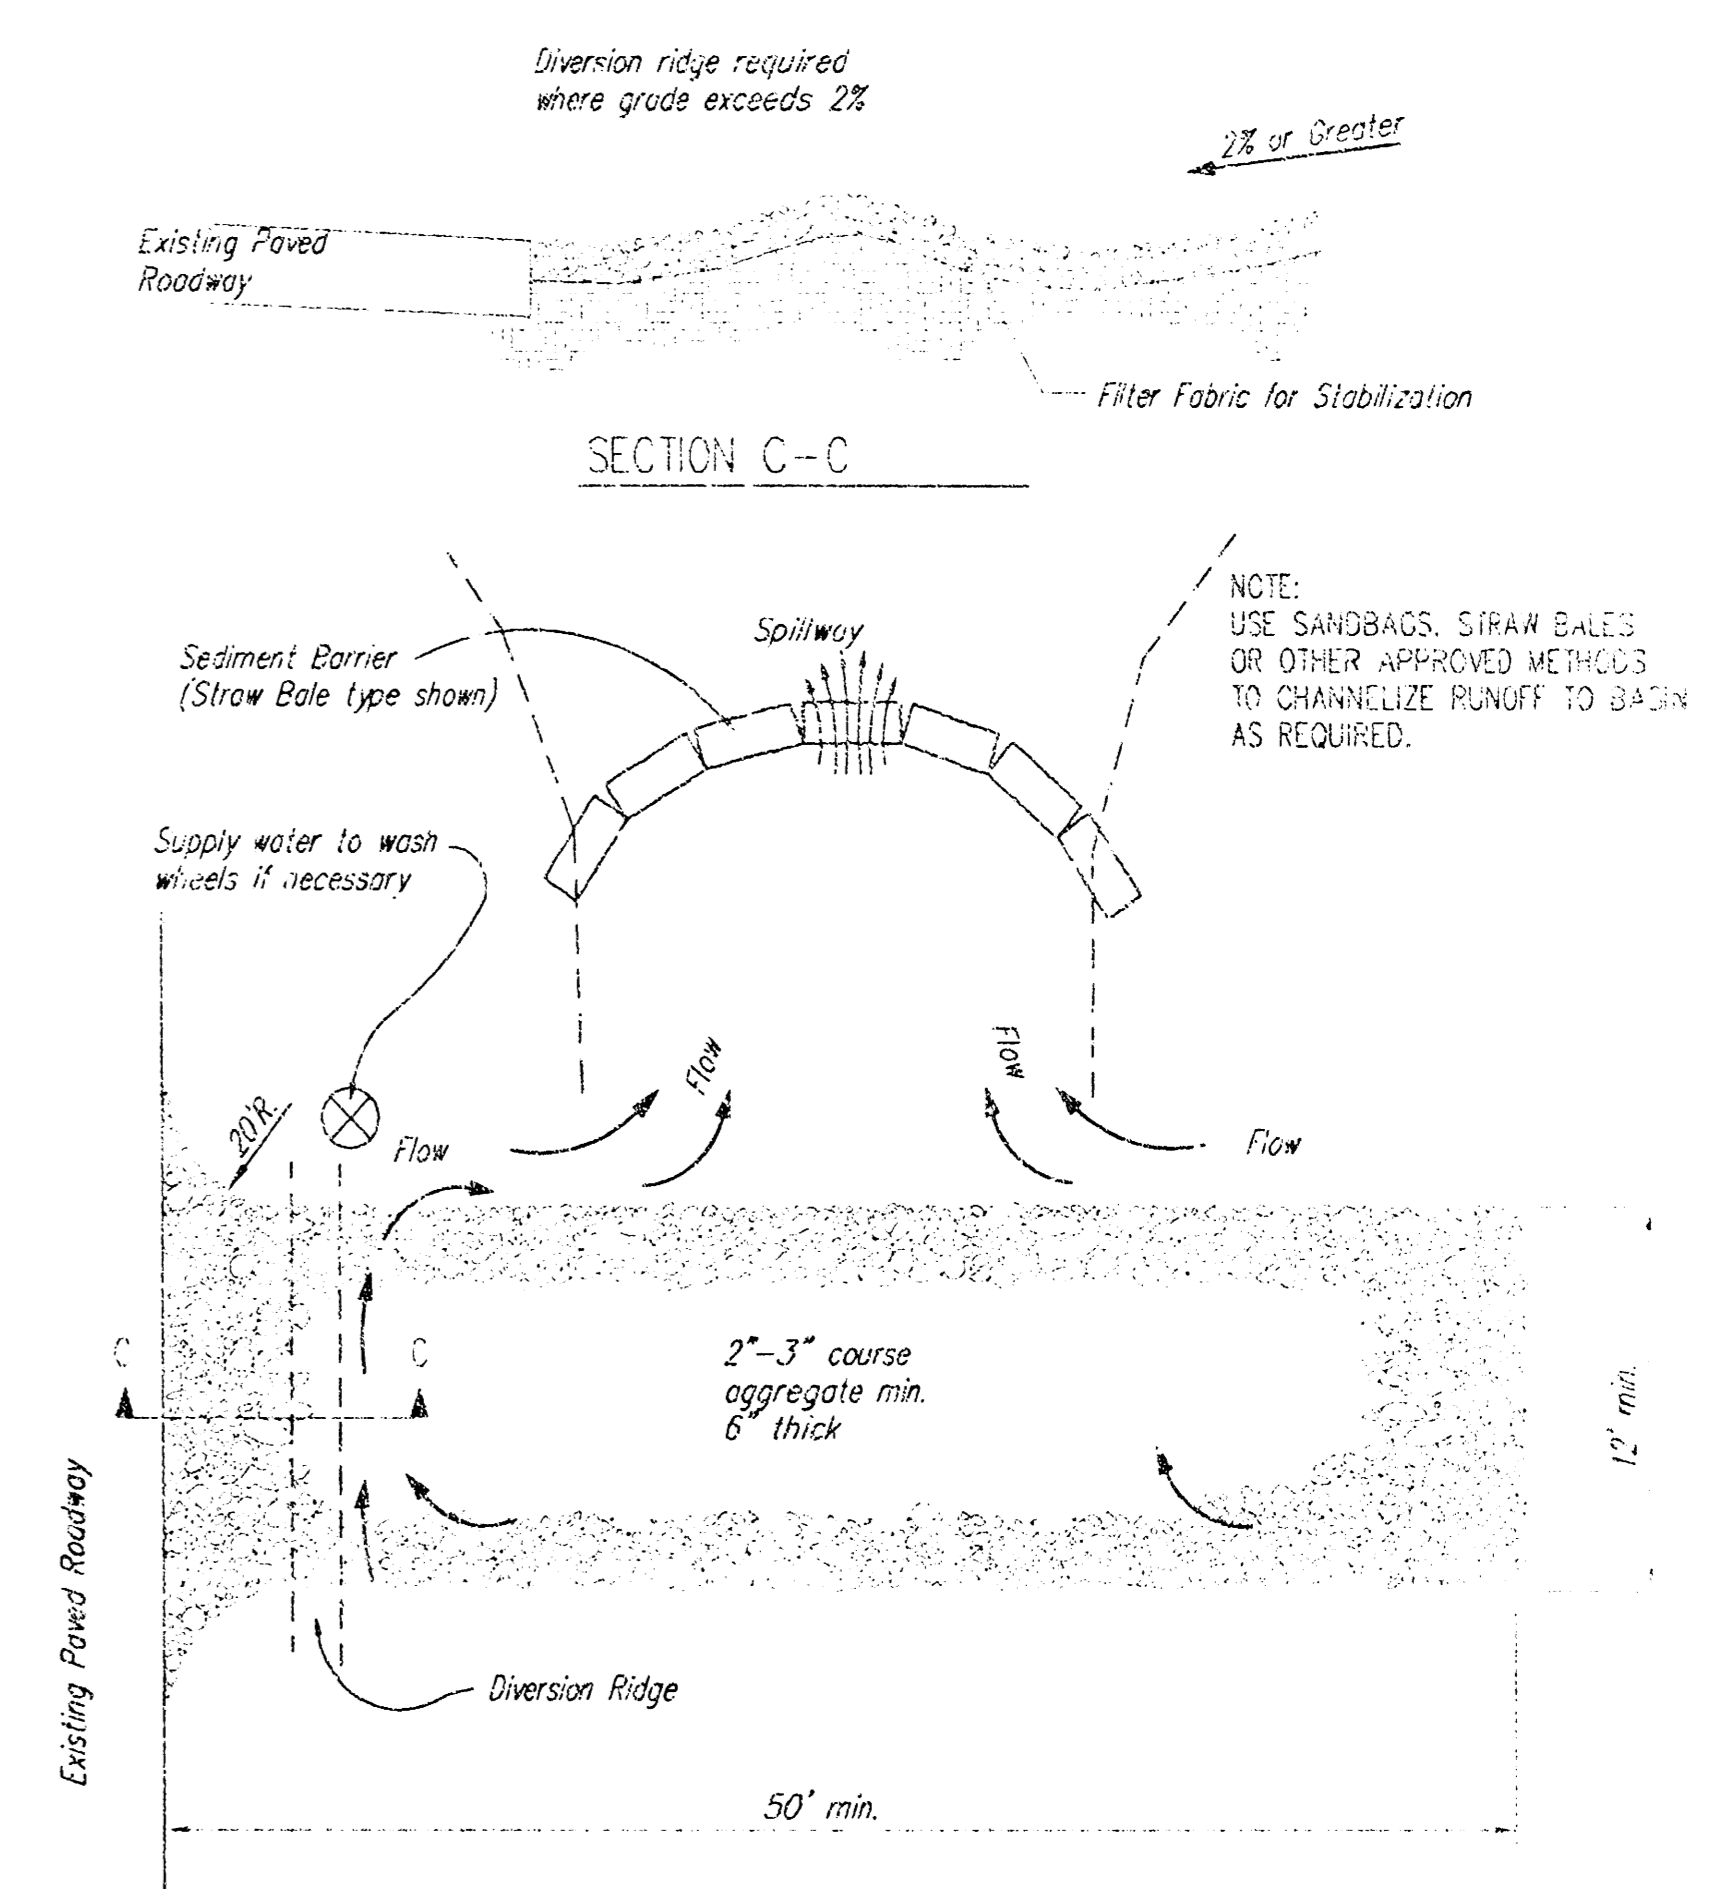 Diversion ridge required
where grade exceeds 2%
2% or Greater
Existing Paved
Roadway
Filter Fabric for Stabilization
SECTION C-C
NOTE:
USE SANDBAGS, STRAW BALES
OR OTHER APPROVED METHODS
TO CHANNELIZE RUNOFF TO BASIN
AS REQUIRED.
Spillway
Sediment Barrier
(Straw Bale type shown)
Supply water to wash
wheels if necessary
Flow
Flow
20'R.
Flow
Flow
C
C
2"-3" course
aggregate min.
6" thick
12' min.
Existing Paved Roadway
Diversion Ridge
50' min.